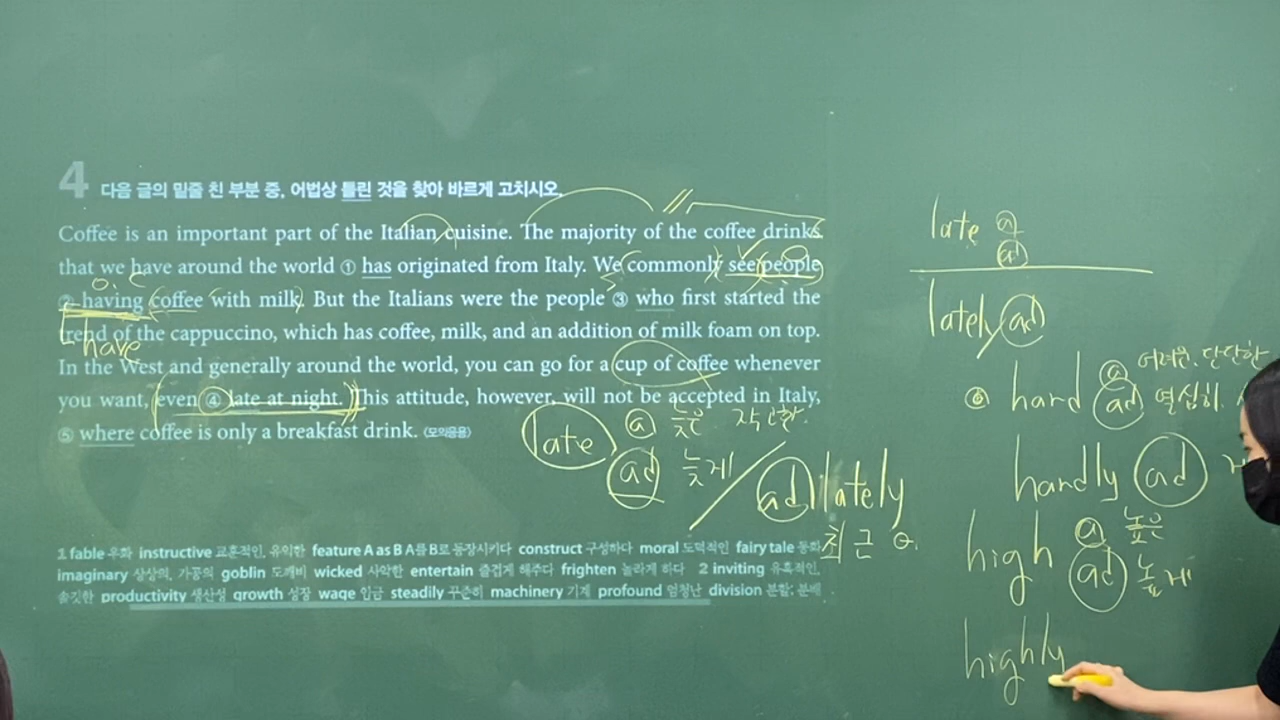 4 다음 글의 밑줄 친 부분 중, 어법상 틀린 것을 찾아 바르게 고치시오.
Coffee is an important part of the Italian cuisine. The majority of the coffee drinks
that we have around the world ① has originated from Italy. We commonly see people
o.c
② having coffee with milk. But the Italians were the people ③ who first started the
trend of the cappuccino, which has coffee, milk, and an addition of milk foam on top.
have
In the West and generally around the world, you can go for a cup of coffee whenever
you want, even ④ late at night. This attitude, however, will not be accepted in Italy,
⑤ where coffee is only a breakfast drink. (모의응용)
late ⓐ 늦은 작고한.
ad 늦게
ad lately
최근에.
1 fable 우화 instructive 교훈적인, 유익한 feature A as B A를 B로 등장시키다 construct 구성하다 moral 도덕적인 fairy tale 동화
imaginary 상상의, 가공의 goblin 도깨비 wicked 사악한 entertain 즐겁게 해주다 frighten 놀라게 하다 2 inviting 유혹적인,
솔깃한 productivity 생산성 growth 성장 wage 임금 steadily 꾸준히 machinery 기계 profound 엄청난 division 분할; 분배
late ⓐ
ad
lately ad
hard ⓐ 어려운, 단단한
ad 열심히.
hardly ad
high ⓐ 높은
ad 높게
highly